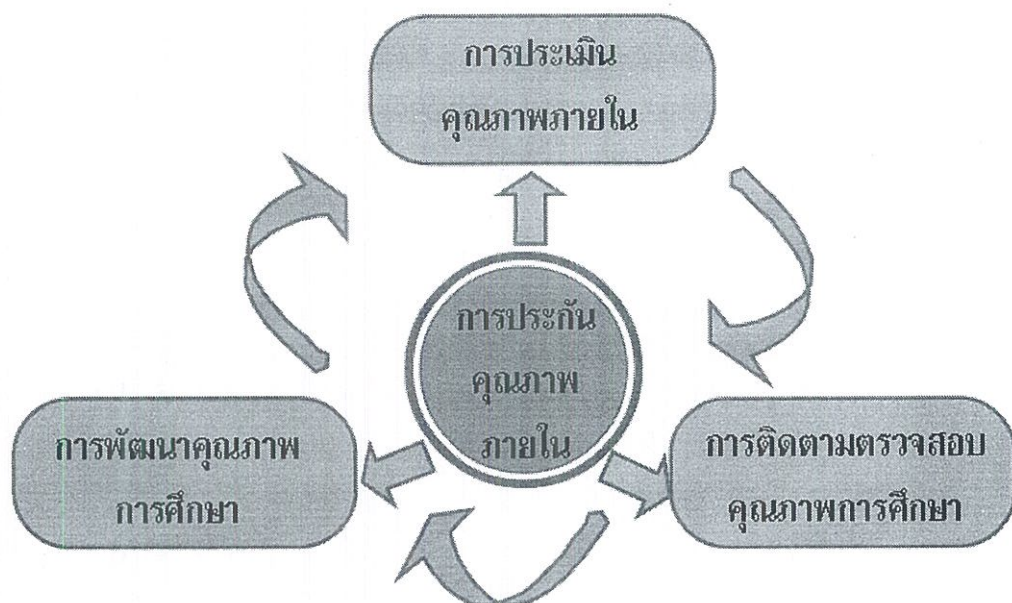 การประเมิน
คุณภาพภายใน
การประกัน
คุณภาพ
ภายใน
การพัฒนาคุณภาพ
การศึกษา
การติดตามตรวจสอบ
คุณภาพการศึกษา